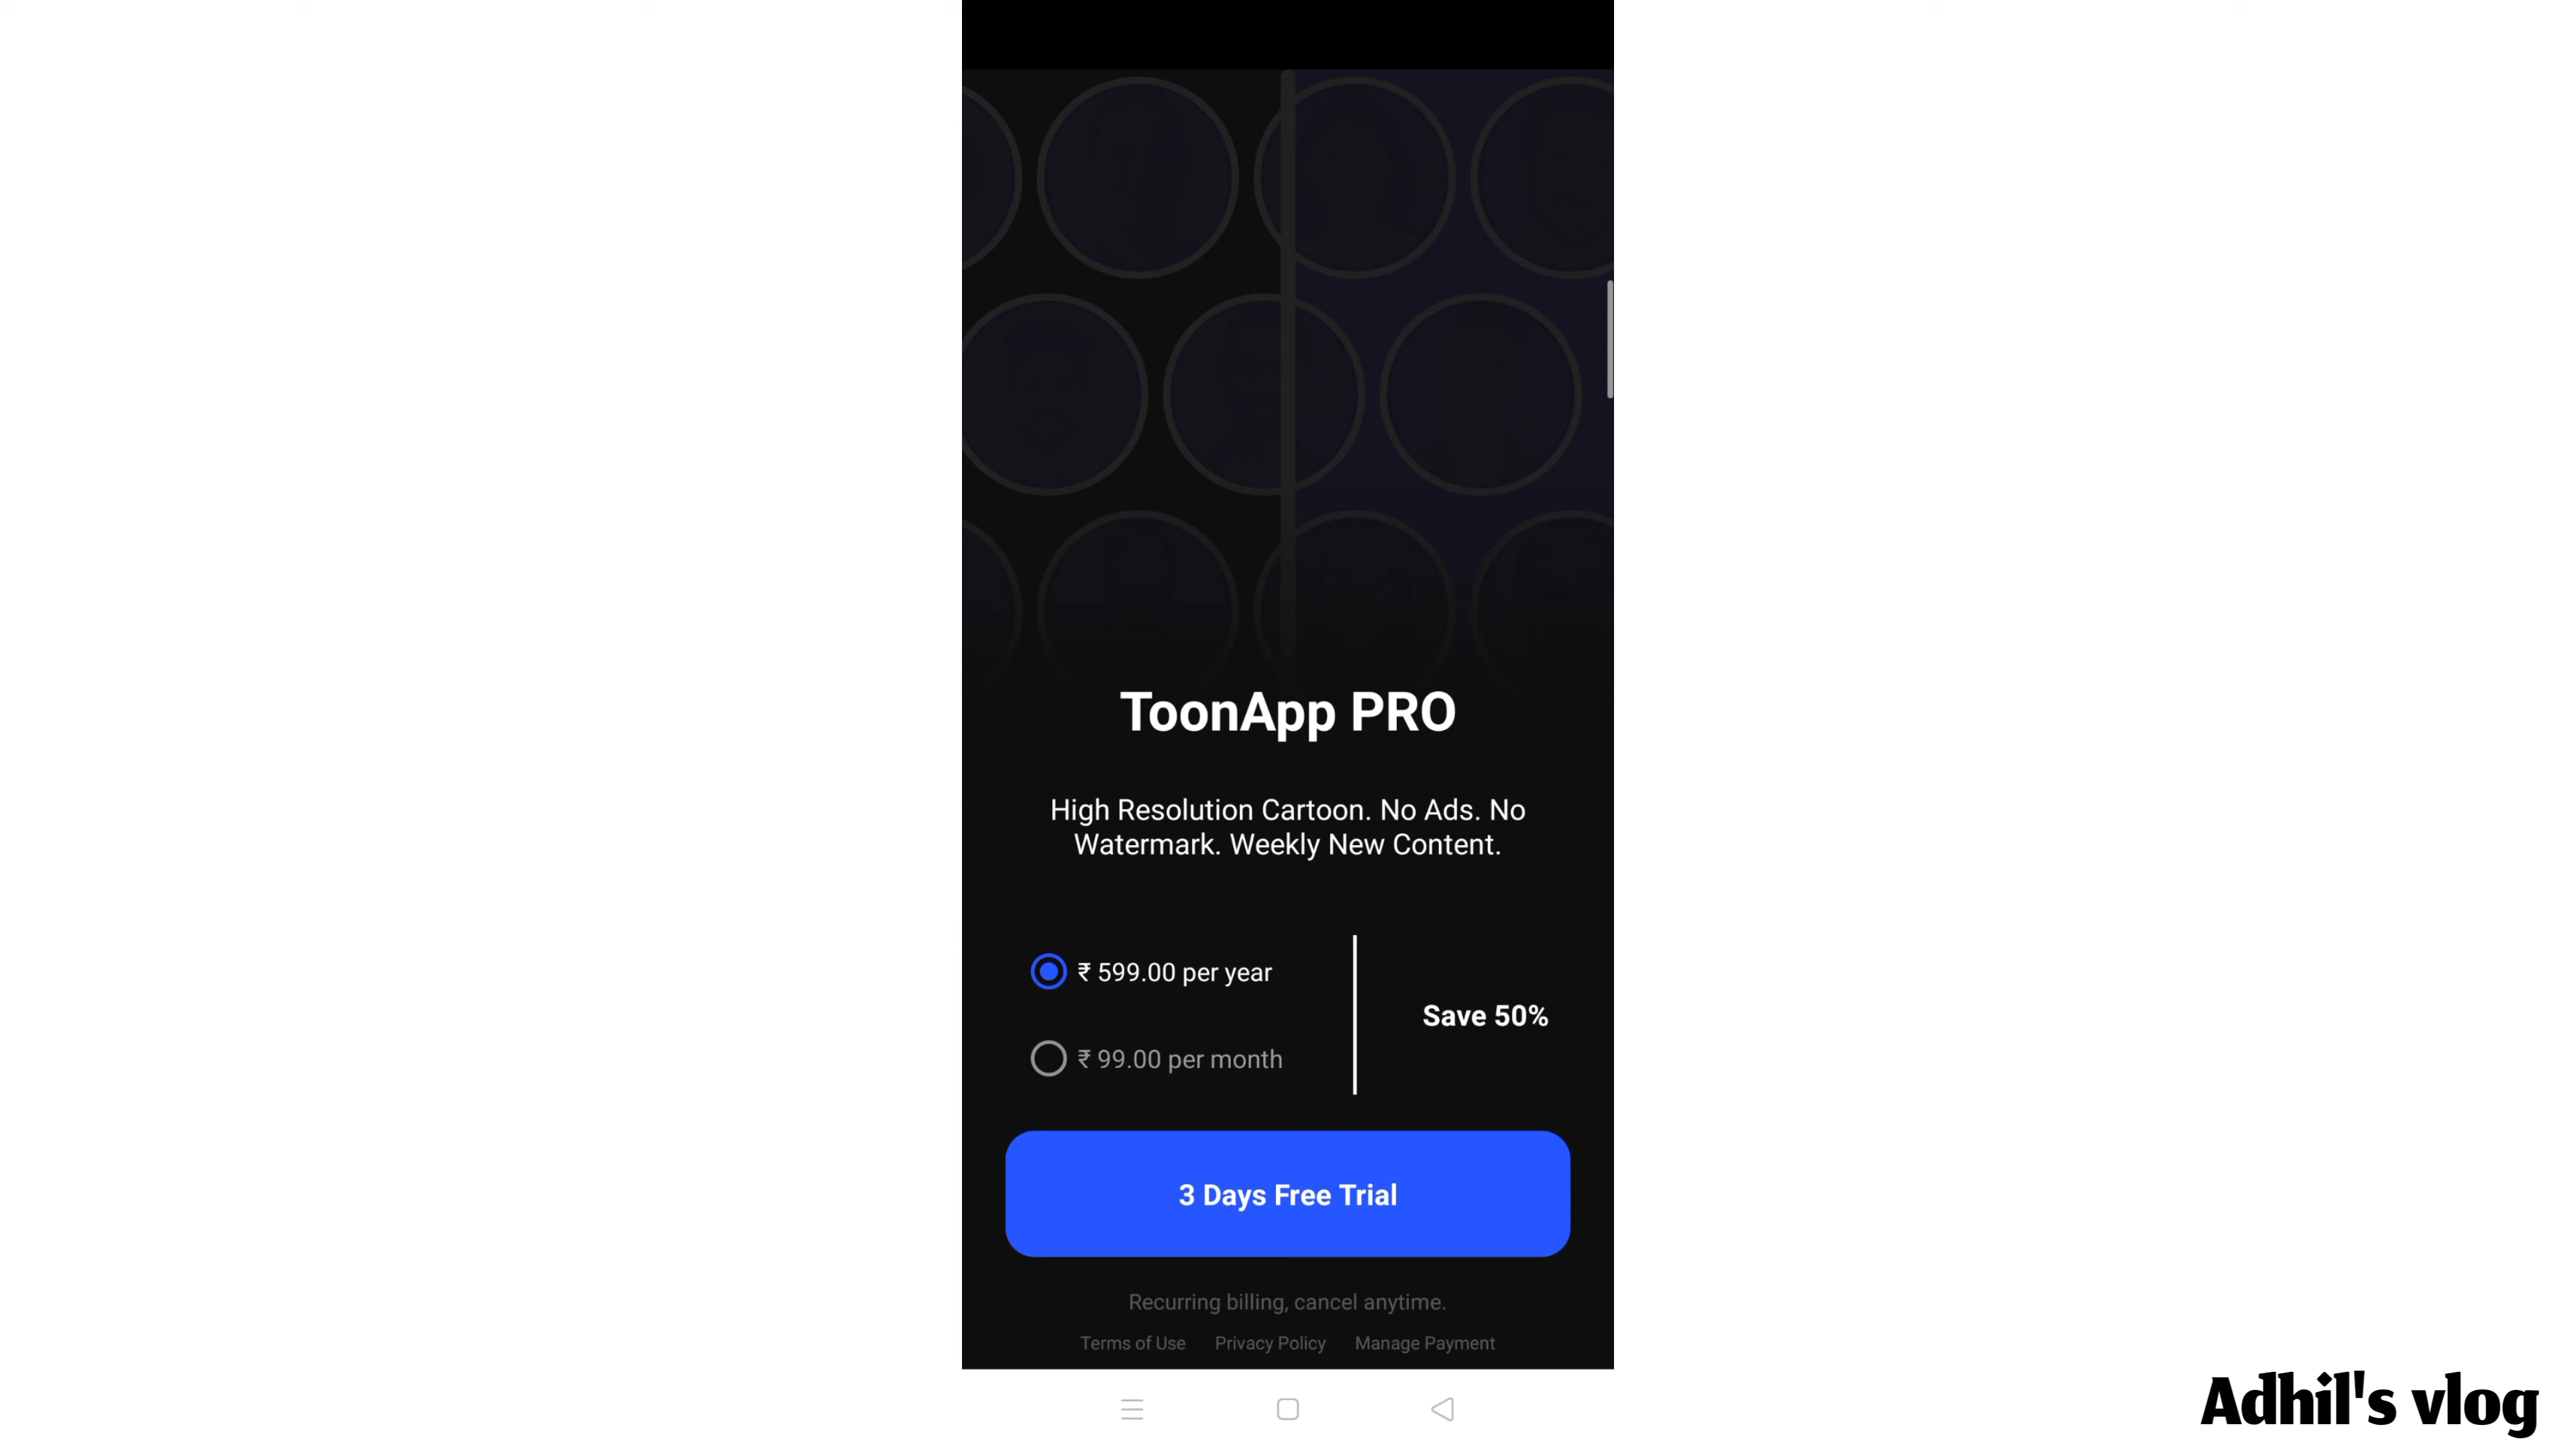 ToonApp PRO
High Resolution Cartoon. No Ads. No
Watermark. Weekly New Content.
₹ 599.00 per year
₹ 99.00 per month
Save 50%
3 Days Free Trial
Recurring billing, cancel anytime.
Terms of Use Privacy Policy Manage Payment
Adhil's vlog